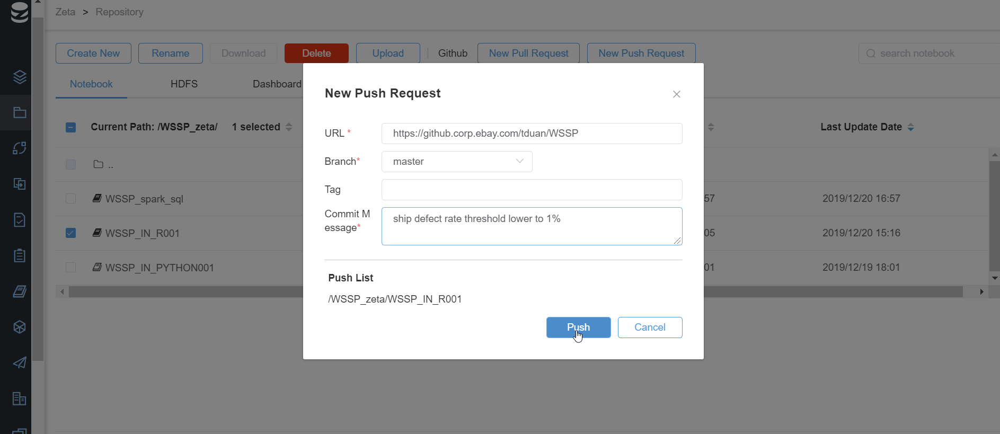 Zeta > Repository
Create New Rename Download Delete Upload Github New Pull Request New Push Request search notebook
Notebook HDFS Dashboard
Current Path: /WSSP_zeta/ 1 selected Last Update Date
..
WSSP_spark_sql 57 2019/12/20 16:57
WSSP_IN_R001 05 2019/12/20 15:16
WSSP_IN_PYTHON001 01 2019/12/19 18:01
New Push Request
URL * https://github.corp.ebay.com/tduan/WSSP
Branch* master
Tag
Commit M
essage*
ship defect rate threshold lower to 1%
Push List
/WSSP_zeta/WSSP_IN_R001
Push Cancel